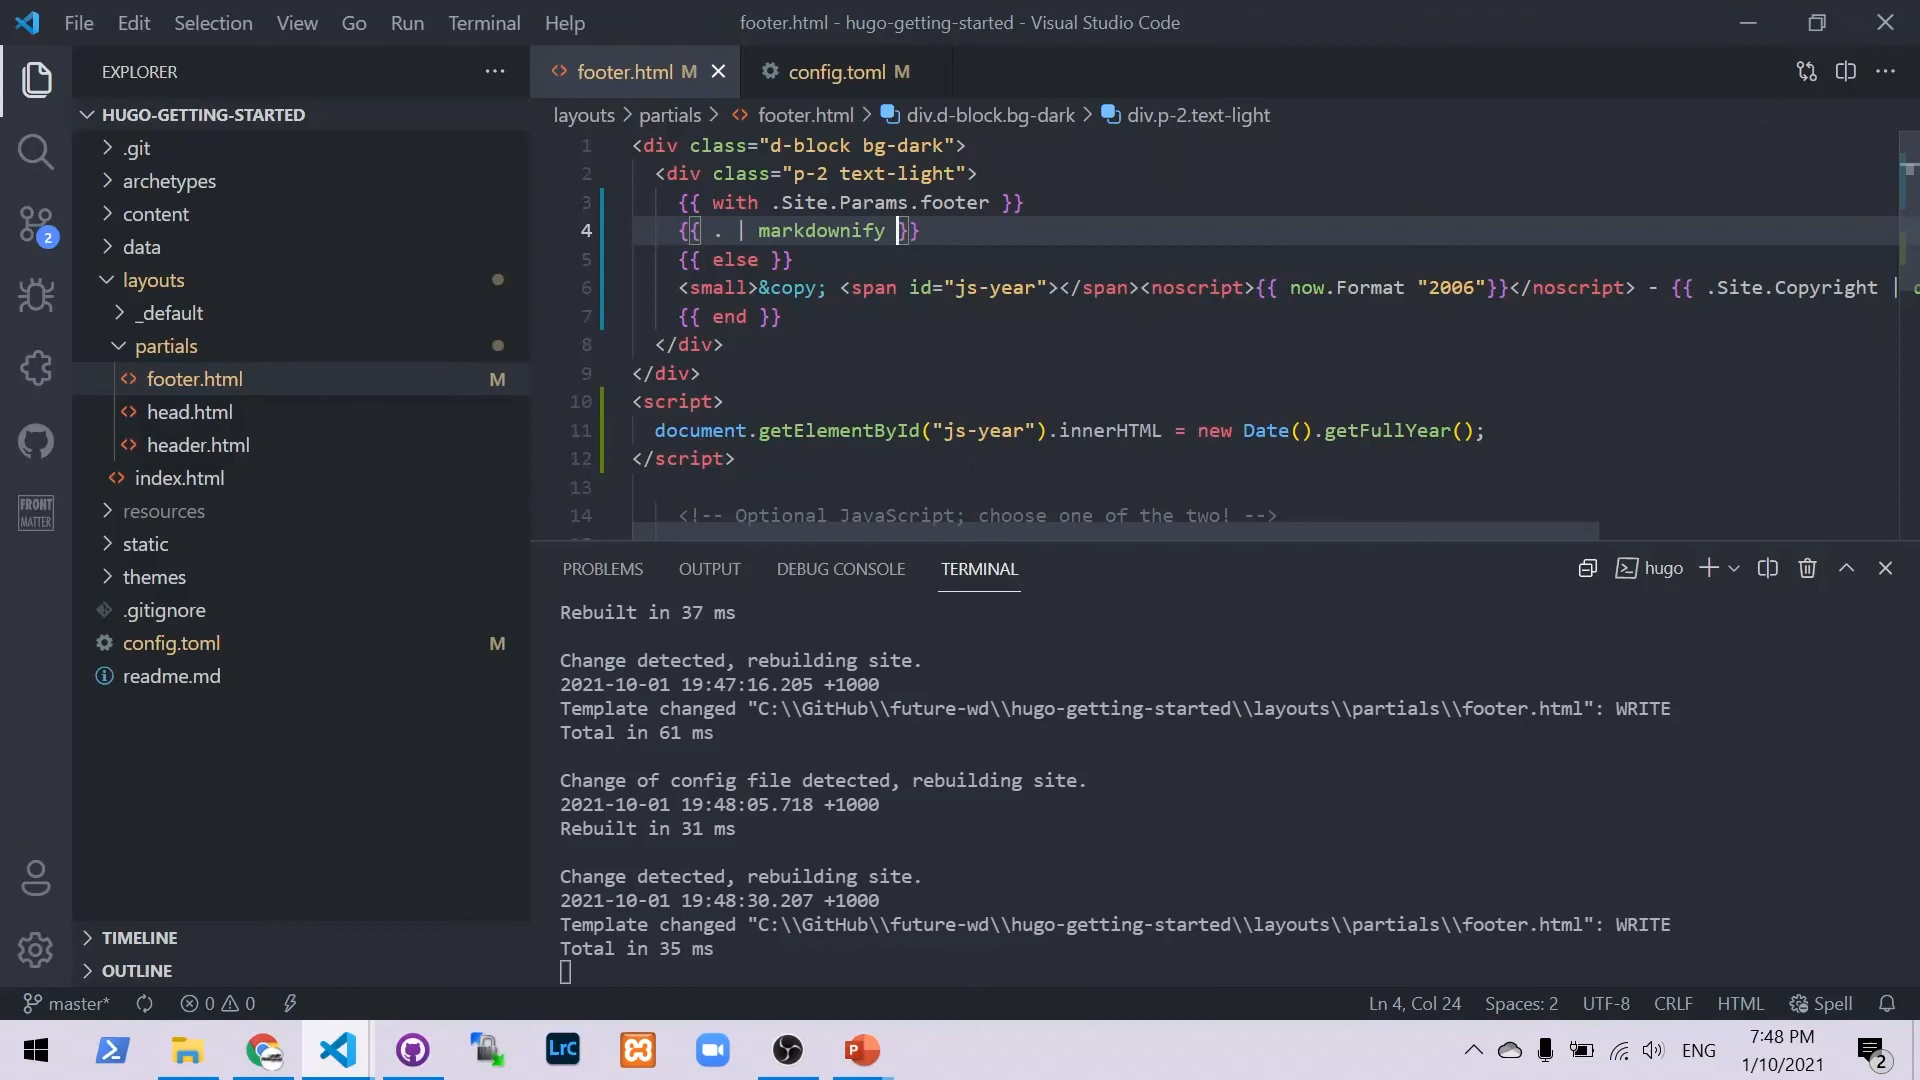 File Edit Selection View Go Run Terminal Help
footer.html - hugo-getting-started - Visual Studio Code
EXPLORER
HUGO-GETTING-STARTED
.git
archetypes
content
data
layouts
_default
partials
footer.html M
head.html
header.html
index.html
resources
static
themes
.gitignore
config.toml M
readme.md
TIMELINE
OUTLINE
2
FRONT
MATTER
footer.html M
config.toml M
layouts > partials > footer.html > div.d-block.bg-dark > div.p-2.text-light
1 <div class="d-block bg-dark">
2 <div class="p-2 text-light">
3 {{ with .Site.Params.footer }}
4 {{ . | markdownify }}
5 {{ else }}
6 <small>&copy; <span id="js-year"></span><noscript>{{ now.Format "2006"}}</noscript> - {{ .Site.Copyright |
7 {{ end }}
8 </div>
9 </div>
10 <script>
11 document.getElementById("js-year").innerHTML = new Date().getFullYear();
12 </script>
13
14 <!-- Optional JavaScript; choose one of the two! -->
PROBLEMS OUTPUT DEBUG CONSOLE TERMINAL
hugo
Rebuilt in 37 ms
Change detected, rebuilding site.
2021-10-01 19:47:16.205 +1000
Template changed "C:\\GitHub\\future-wd\\hugo-getting-started\\layouts\\partials\\footer.html": WRITE
Total in 61 ms
Change of config file detected, rebuilding site.
2021-10-01 19:48:05.718 +1000
Rebuilt in 31 ms
Change detected, rebuilding site.
2021-10-01 19:48:30.207 +1000
Template changed "C:\\GitHub\\future-wd\\hugo-getting-started\\layouts\\partials\\footer.html": WRITE
Total in 35 ms
master* 0 0
Ln 4, Col 24 Spaces: 2 UTF-8 CRLF HTML Spell
LrC
P
ENG
7:48 PM
1/10/2021
2